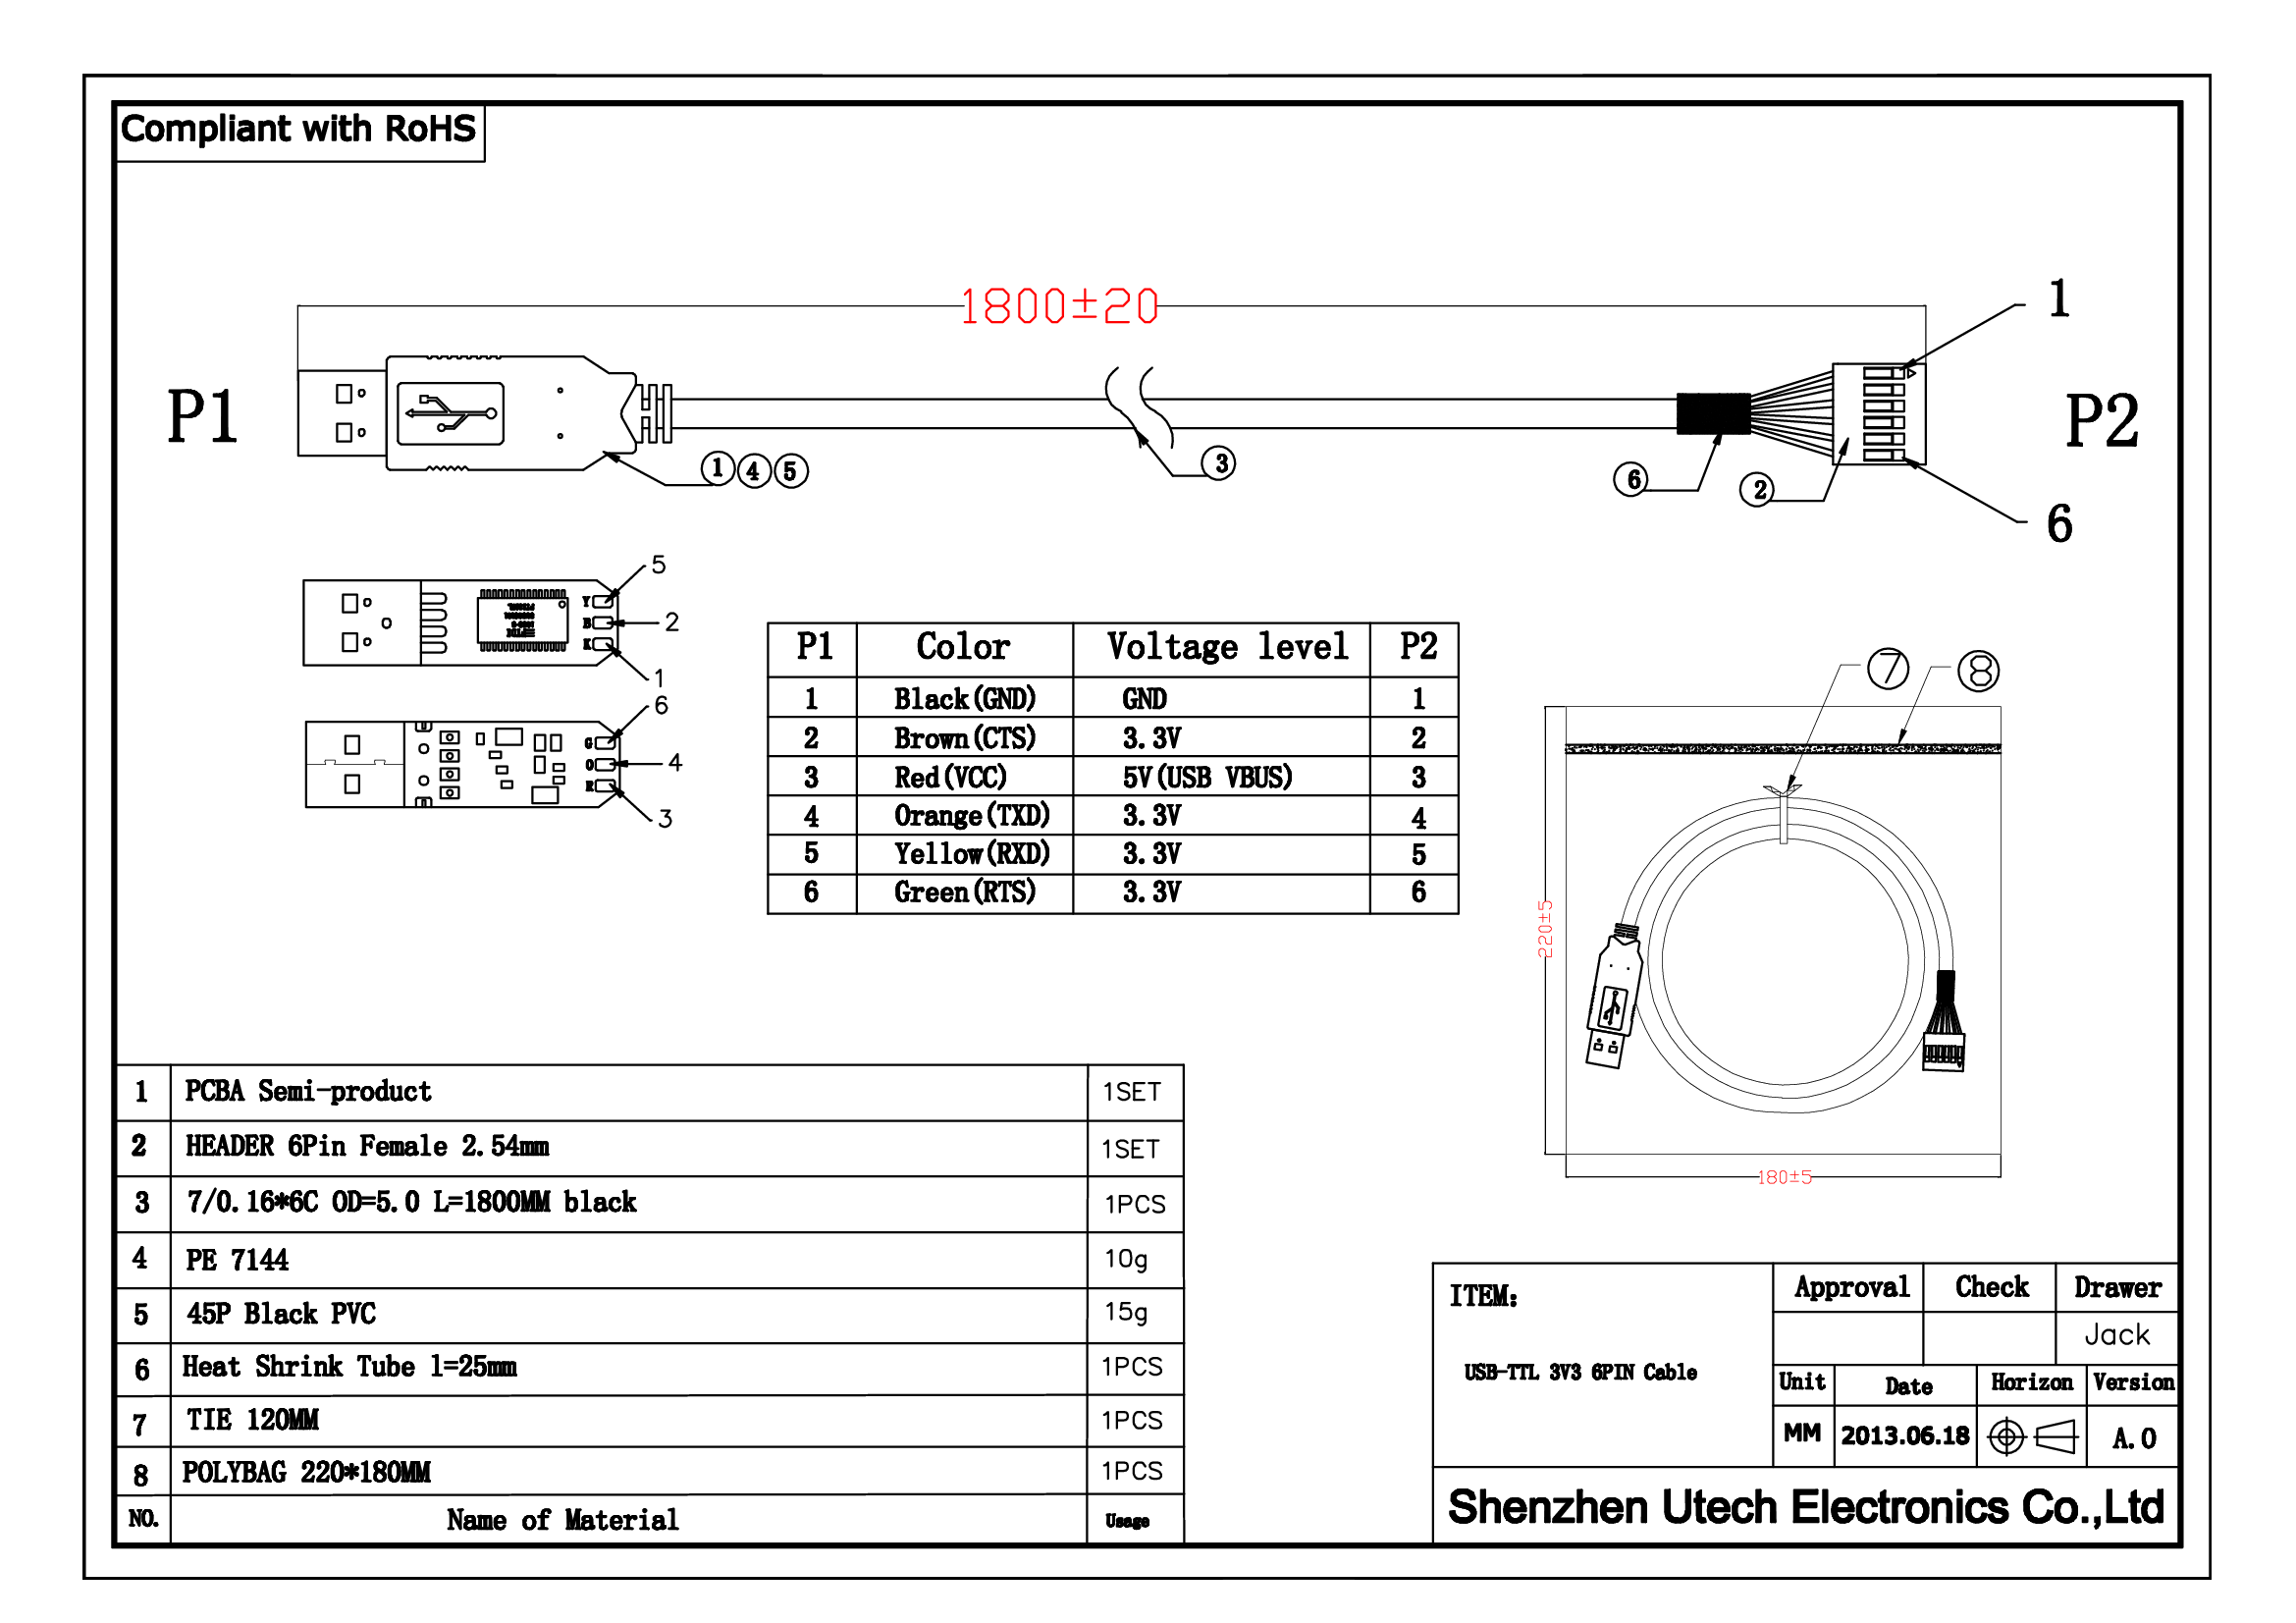 Compliant with RoHS
1800±20
1
P1
P2
① ④ ⑤
③
⑥
②
6
5
Y
B
2
K
1
6
G
O
4
R
3
P1 Color Voltage level P2
1 Black(GND) GND 1
2 Brown(CTS) 3.3V 2
3 Red(VCC) 5V(USB VBUS) 3
4 Orange(TXD) 3.3V 4
5 Yellow(RXD) 3.3V 5
6 Green(RTS) 3.3V 6
⑦ ⑧
220±5
180±5
1 PCBA Semi-product 1SET
2 HEADER 6Pin Female 2.54mm 1SET
3 7/0.16*6C OD=5.0 L=1800MM black 1PCS
4 PE 7144 10g
5 45P Black PVC 15g
6 Heat Shrink Tube l=25mm 1PCS
7 TIE 120MM 1PCS
8 POLYBAG 220*180MM 1PCS
NO. Name of Material Usage
ITEM:
USB-TTL 3V3 6PIN Cable
Approval Check Drawer
Jack
Unit Date Horizon Version
MM 2013.06.18 A.0
Shenzhen Utech Electronics Co.,Ltd